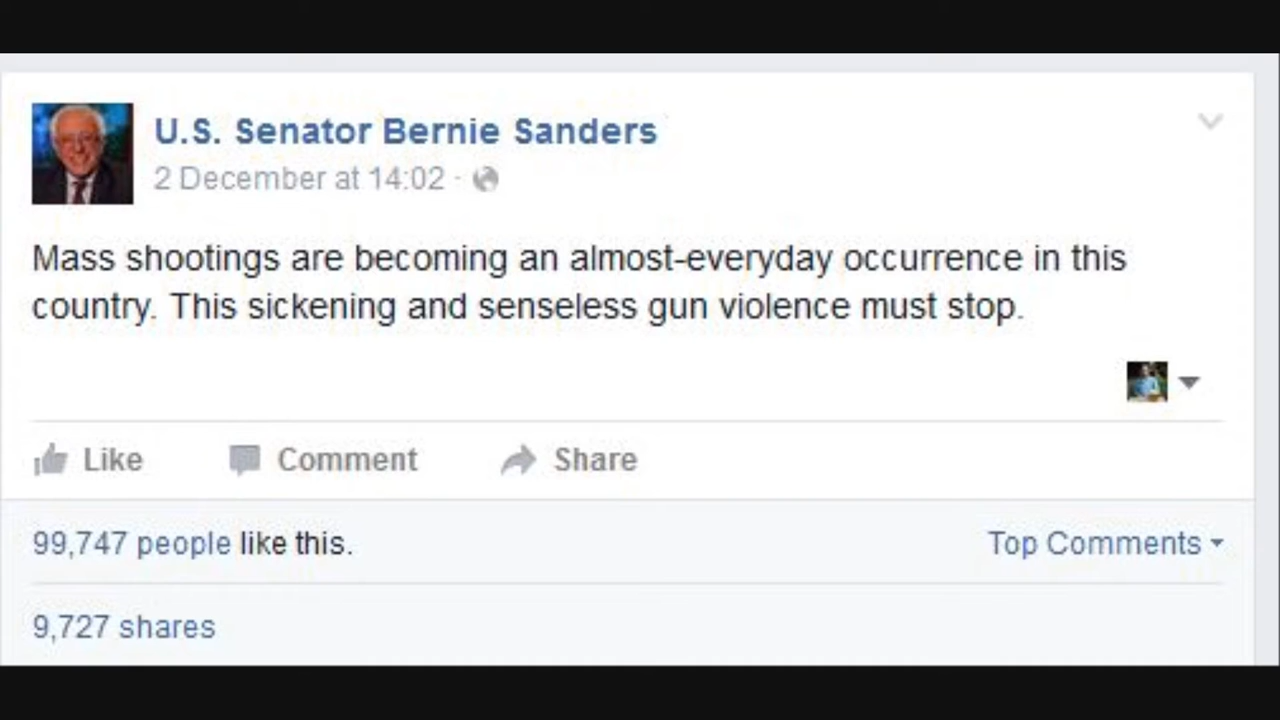 U.S. Senator Bernie Sanders
2 December at 14:02 ·
Mass shootings are becoming an almost-everyday occurrence in this
country. This sickening and senseless gun violence must stop.
Like Comment Share
99,747 people like this. Top Comments
9,727 shares